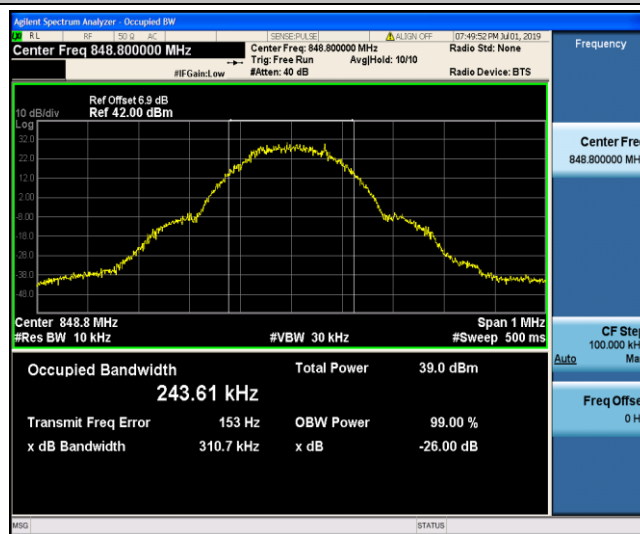 Agilent Spectrum Analyzer - Occupied BW
RL RF 50 Ω AC SENSE:PULSE ALIGN OFF 07:49:52 PM Jul 01, 2019
Center Freq 848.800000 MHz Center Freq: 848.800000 MHz Radio Std: None Frequency
Trig: Free Run Avg|Hold: 10/10
#IFGain:Low #Atten: 40 dB Radio Device: BTS
Ref Offset 6.9 dB
10 dB/div Ref 42.00 dBm
Log
32.0
22.0
12.0
2.00
-8.00
-18.0
-28.0
-38.0
-48.0
Center Fre
848.800000 MH
Center 848.8 MHz Span 1 MHz
#Res BW 10 kHz #VBW 30 kHz #Sweep 500 ms
CF Ste
100.000 kH
Auto Ma
Occupied Bandwidth Total Power 39.0 dBm
243.61 kHz
Transmit Freq Error 153 Hz OBW Power 99.00 %
x dB Bandwidth 310.7 kHz x dB -26.00 dB
Freq Offse
0 H
MSG STATUS